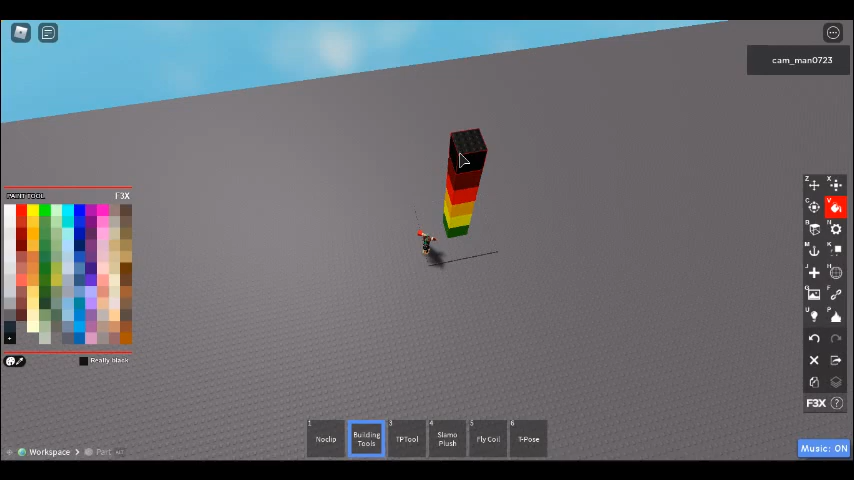 cam_man0723
PAINT TOOL
F3X
Z
X
C
V
B
N
M
K
J
H
G
F
U
P
F3X
?
Really black
1
Noclip
Building
Tools
3
TPTool
4
Slamo
Plush
5
Fly Coil
6
T-Pose
Workspace > Part
Music: ON